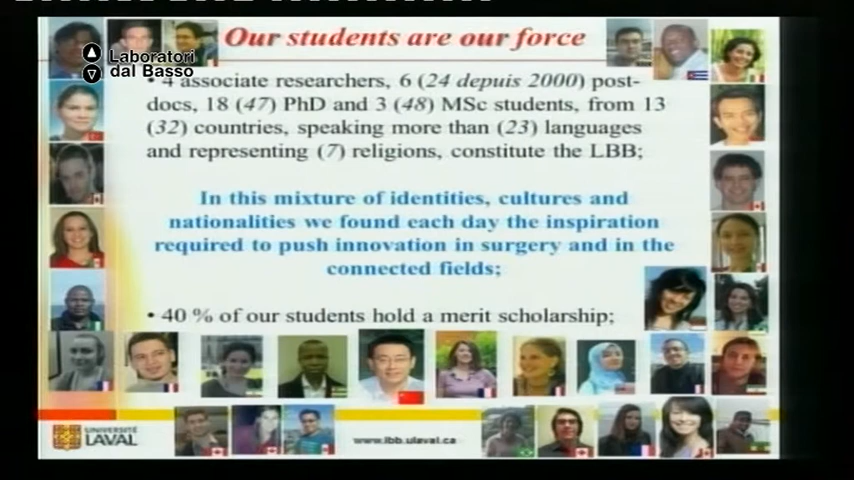 Our students are our force
Laboratori
dal Basso
• 4 associate researchers, 6 (24 depuis 2000) post-
docs, 18 (47) PhD and 3 (48) MSc students, from 13
(32) countries, speaking more than (23) languages
and representing (7) religions, constitute the LBB;
In this mixture of identities, cultures and
nationalities we found each day the inspiration
required to push innovation in surgery and in the
connected fields;
• 40 % of our students hold a merit scholarship;
UNIVERSITÉ
LAVAL
www.lbb.ulaval.ca